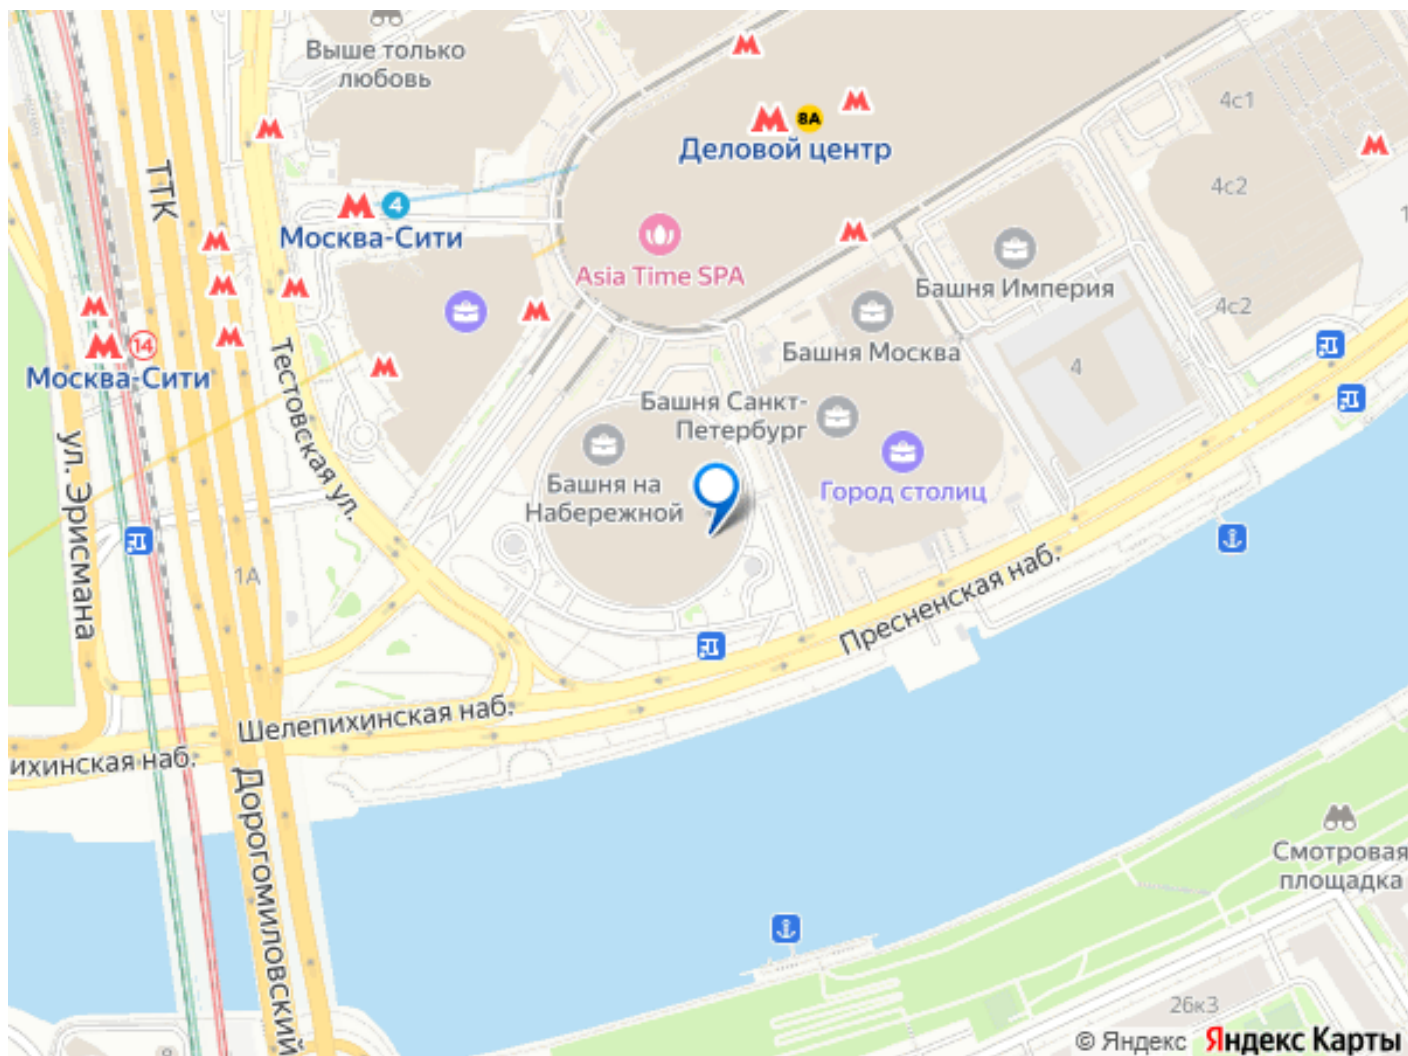 Выше только
любовь
4с1
8А
Деловой центр
ТТК
4с2
4
Москва-Сити
Asia Time SPA
Башня Империя
4с2
14
Москва-Сити
Тестовская ул.
Башня Москва
4
Башня Санкт-
Петербург
ул. Эрисмана
Башня на
Набережной
Город столиц
1А
Пресненская наб.
Шелепихинская наб.
ихинская наб.
Дорогомиловский
Смотровая
площадка
26к3
© Яндекс Яндекс Карты